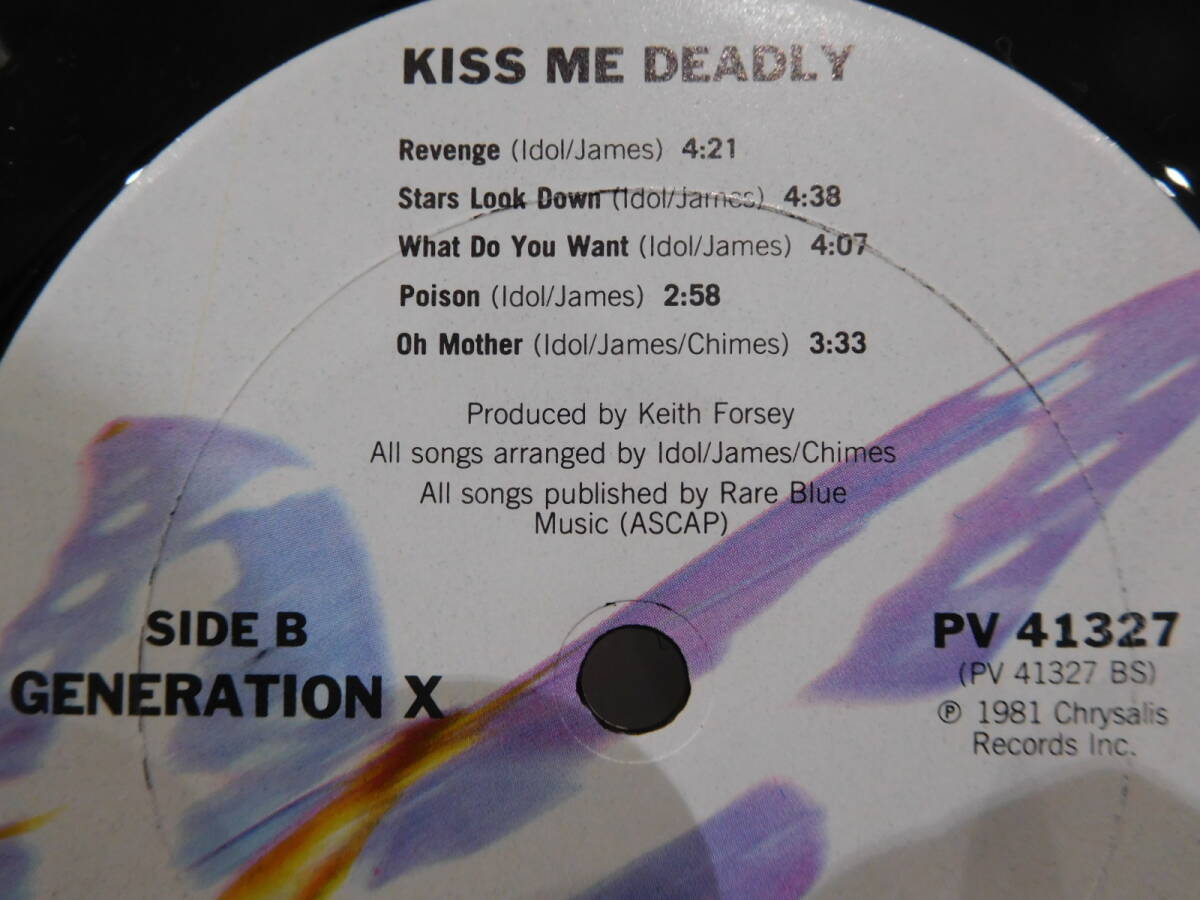 KISS ME DEADLY
Revenge (Idol/James) 4:21
Stars Look Down (Idol/James) 4:38
What Do You Want (Idol/James) 4:07
Poison (Idol/James) 2:58
Oh Mother (Idol/James/Chimes) 3:33
Produced by Keith Forsey
All songs arranged by Idol/James/Chimes
All songs published by Rare Blue
Music (ASCAP)
SIDE B
GENERATION X
PV 41327
(PV 41327 BS)
℗ 1981 Chrysalis
Records Inc.